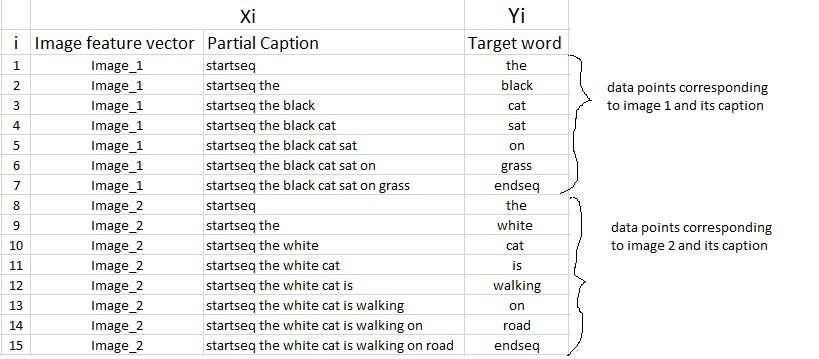 Xi Yi
i Image feature vector Partial Caption Target word
1 Image_1 startseq the
2 Image_1 startseq the black
3 Image_1 startseq the black cat
4 Image_1 startseq the black cat sat
5 Image_1 startseq the black cat sat on
6 Image_1 startseq the black cat sat on grass
7 Image_1 startseq the black cat sat on grass endseq
8 Image_2 startseq the
9 Image_2 startseq the white
10 Image_2 startseq the white cat
11 Image_2 startseq the white cat is
12 Image_2 startseq the white cat is walking
13 Image_2 startseq the white cat is walking on
14 Image_2 startseq the white cat is walking on road
15 Image_2 startseq the white cat is walking on road endseq
data points corresponding
to image 1 and its caption
data points corresponding
to image 2 and its caption